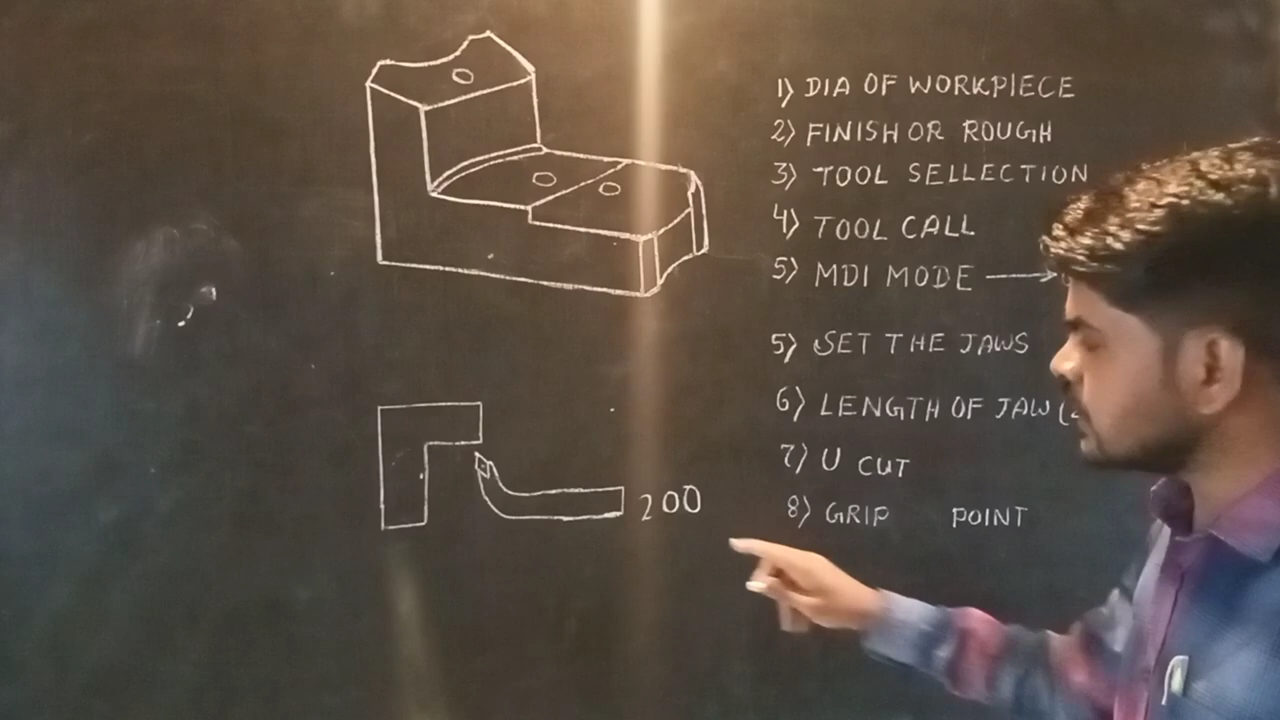 1) DIA OF WORKPIECE
2) FINISH OR ROUGH
3) TOOL SELLECTION
4) TOOL CALL
5) MDI MODE →
5) SET THE JAWS
6) LENGTH OF JAW (
7) U CUT
8) GRIP POINT
200